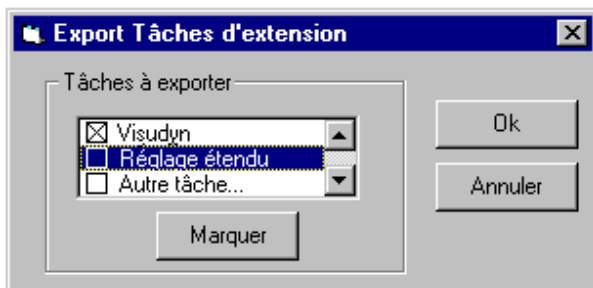 Export Tâches d'extension
Tâches à exporter
Visudyn
Réglage étendu
Autre tâche...
Marquer
Ok
Annuler